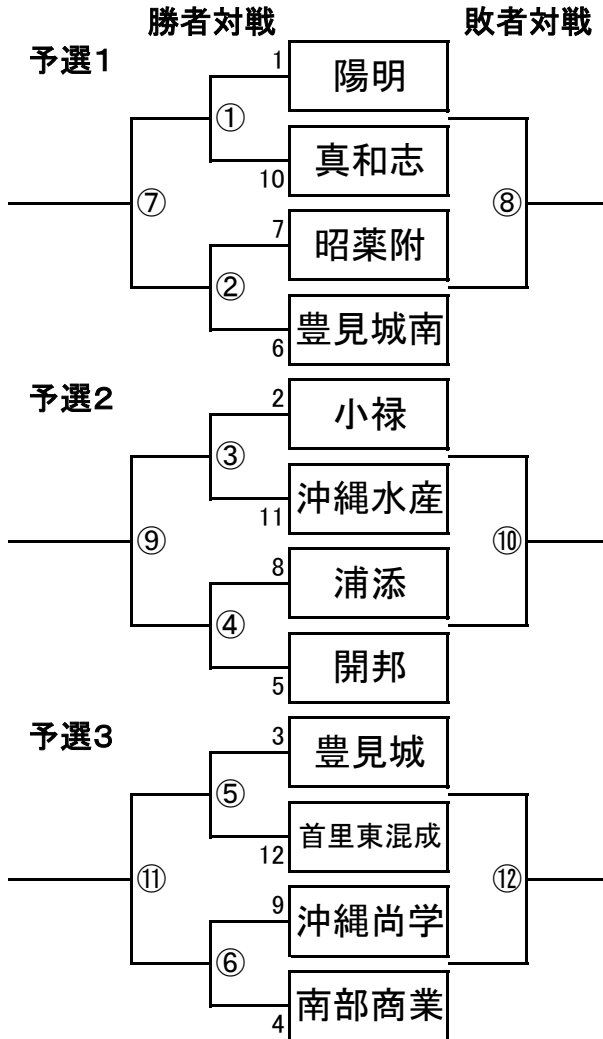 勝者対戦 敗者対戦
予選1
1 陽明
①
10 真和志
⑦ ⑧
7 昭薬附
②
6 豊見城南
予選2
2 小禄
③
11 沖縄水産
⑨ ⑩
8 浦添
④
5 開邦
予選3
3 豊見城
⑤
12 首里東混成
⑪ ⑫
9 沖縄尚学
⑥
4 南部商業